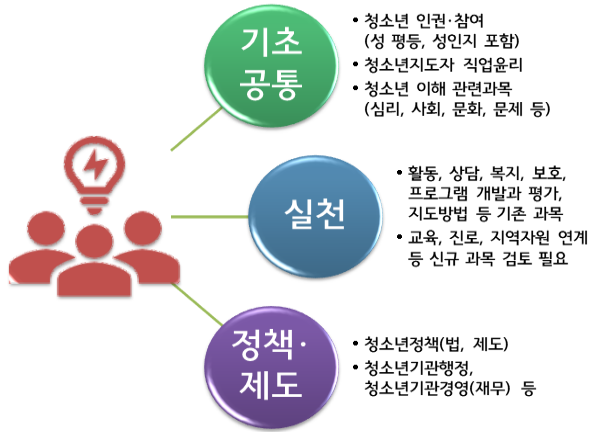 기초
공통
• 청소년 인권·참여
(성 평등, 성인지 포함)
• 청소년지도자 직업윤리
• 청소년 이해 관련과목
(심리, 사회, 문화, 문제 등)
실천
• 활동, 상담, 복지, 보호,
프로그램 개발과 평가,
지도방법 등 기존 과목
• 교육, 진로, 지역자원 연계
등 신규 과목 검토 필요
정책·
제도
• 청소년정책(법, 제도)
• 청소년기관행정,
청소년기관경영(재무) 등